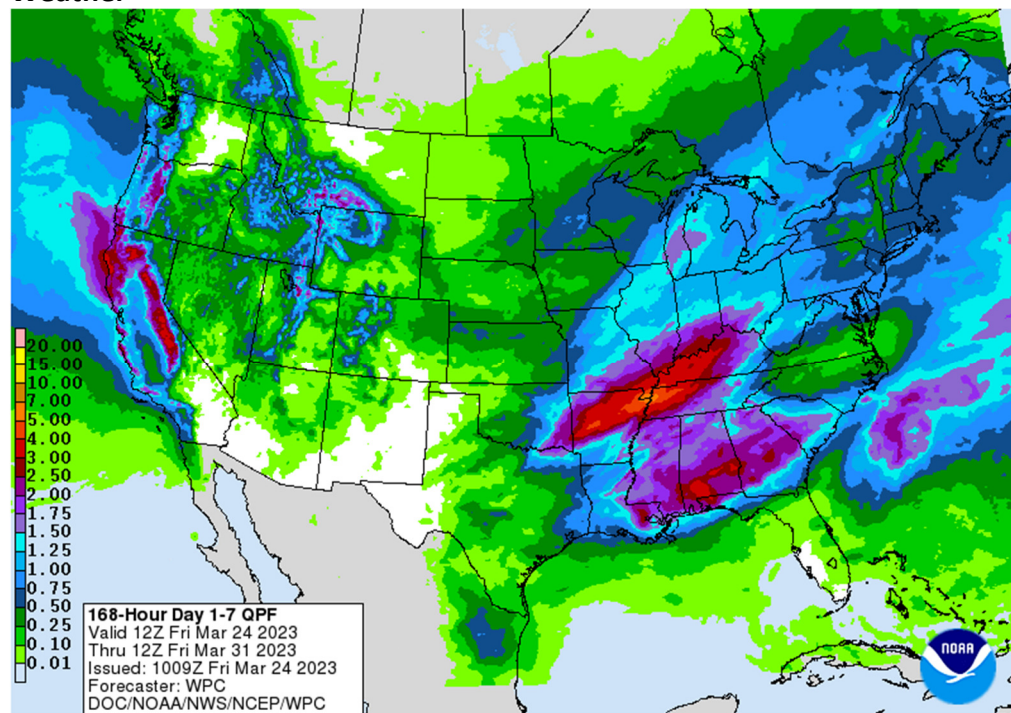 Weather
20.00
15.00
10.00
7.00
5.00
4.00
3.00
2.50
2.00
1.75
1.50
1.25
1.00
0.75
0.50
0.25
0.10
0.01
168-Hour Day 1-7 QPF
Valid 12Z Fri Mar 24 2023
Thru 12Z Fri Mar 31 2023
Issued: 1009Z Fri Mar 24 2023
Forecaster: WPC
DOC/NOAA/NWS/NCEP/WPC
NOAA